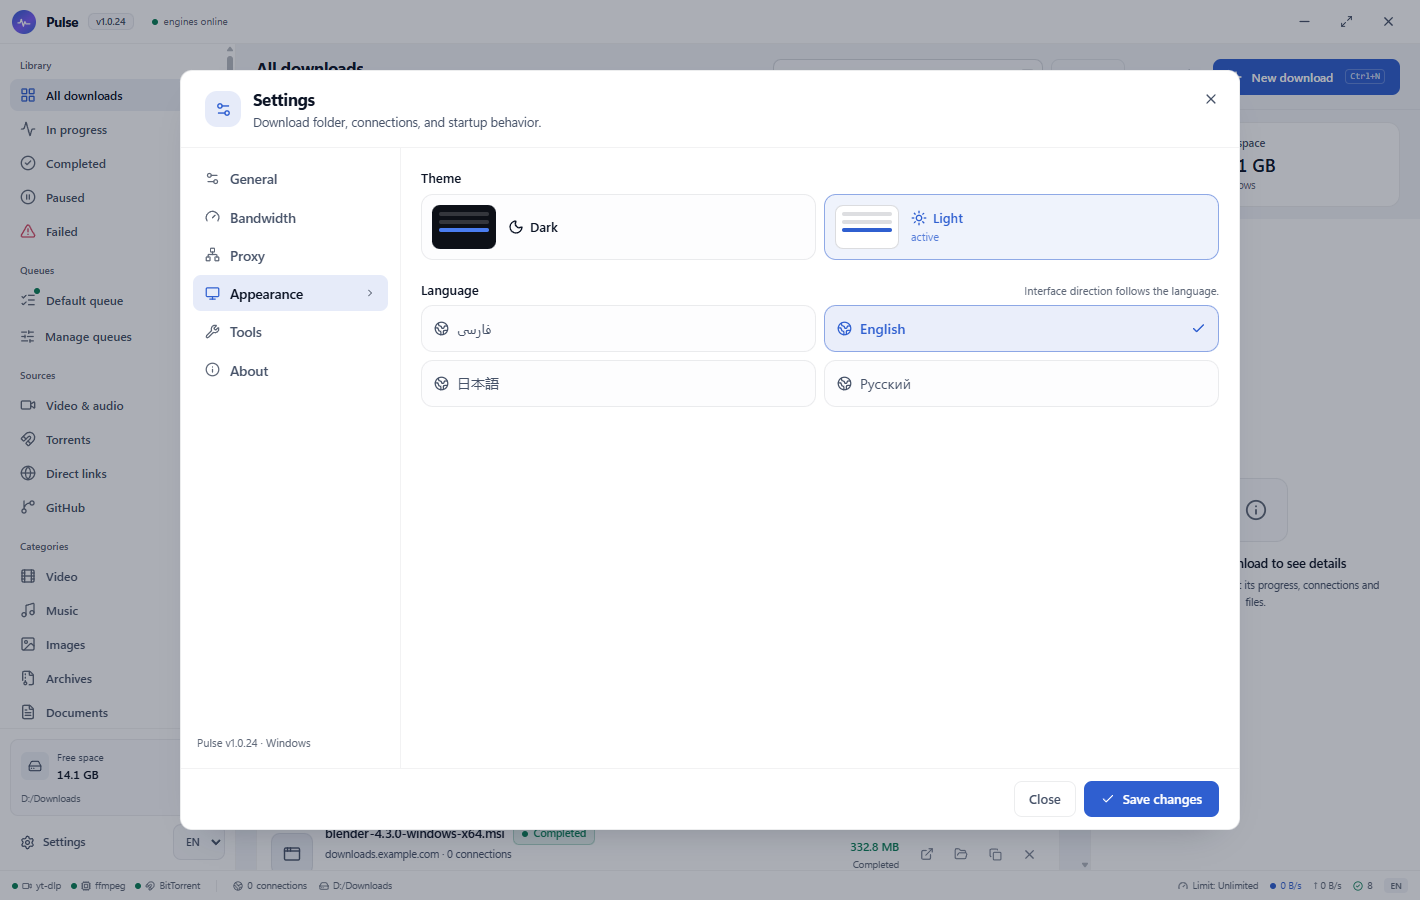 Pulse v1.0.24 engines online
Library
All downloads
In progress
Completed
Paused
Failed
Queues
Default queue
Manage queues
Sources
Video & audio
Torrents
Direct links
GitHub
Categories
Video
Music
Images
Archives
Documents
Free space
14.1 GB
D:/Downloads
Settings EN
All downloads
New download Ctrl+N
space
1 GB
Settings
Download folder, connections, and startup behavior.
General
Bandwidth
Proxy
Appearance
Tools
About
Pulse v1.0.24 · Windows
Theme
Dark
Light
active
Language Interface direction follows the language.
فارسی
English
日本語
Русский
Close Save changes
nload to see details
its progress, connections and
files.
blender-4.3.0-windows-x64.msi Completed
downloads.example.com · 0 connections
332.8 MB
Completed
yt-dlp ffmpeg BitTorrent 0 connections D:/Downloads
Limit: Unlimited 0 B/s ↑ 0 B/s 8 EN